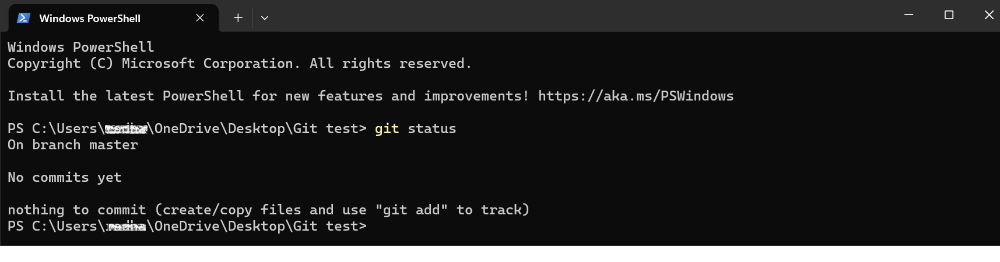 Windows PowerShell
Windows PowerShell
Copyright (C) Microsoft Corporation. All rights reserved.
Install the latest PowerShell for new features and improvements! https://aka.ms/PSWindows
PS C:\Users\ \OneDrive\Desktop\Git test> git status
On branch master
No commits yet
nothing to commit (create/copy files and use "git add" to track)
PS C:\Users\ \OneDrive\Desktop\Git test>